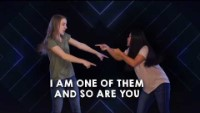 I AM ONE OF THEM
AND SO ARE YOU